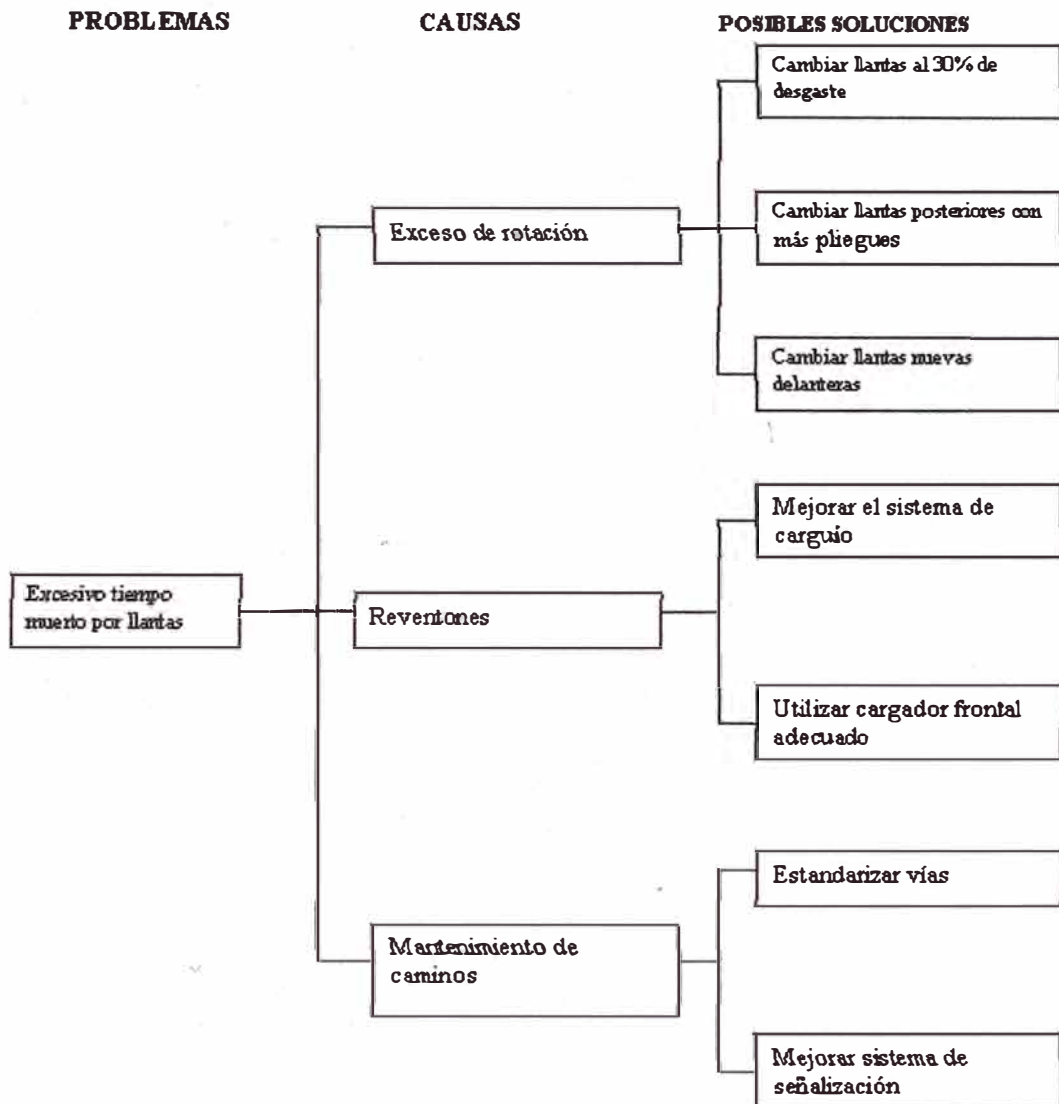 PROBLEMAS
CAUSAS
POSIBLES SOLUCIONES
Cambiar llantas al 30% de
desgaste
Exceso de rotación
Cambiar llantas posteriores con
más pliegues
Cambiar llantas nuevas
delanteras
Mejorar el sistema de
carguío
Excesivo tiempo
muerto por llantas
Reventones
Utilizar cargador frontal
adecuado
Estandarizar vías
Mantenimiento de
caminos
Mejorar sistema de
señalización